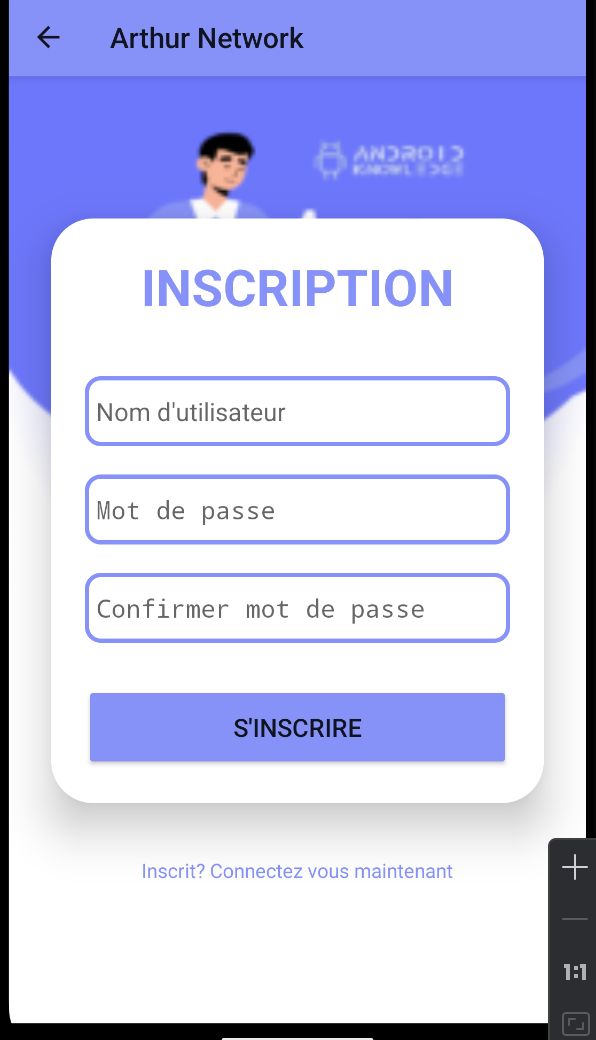 Arthur Network
ANDROID
KNOWLEDGE
INSCRIPTION
Nom d'utilisateur
Mot de passe
Confirmer mot de passe
S'INSCRIRE
Inscrit? Connectez vous maintenant
1:1